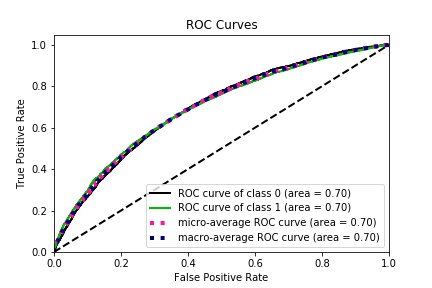 ROC Curves
True Positive Rate
1.0
0.8
0.6
0.4
0.2
0.0
ROC curve of class 0 (area = 0.70)
ROC curve of class 1 (area = 0.70)
micro-average ROC curve (area = 0.70)
macro-average ROC curve (area = 0.70)
0.0 0.2 0.4 0.6 0.8 1.0
False Positive Rate